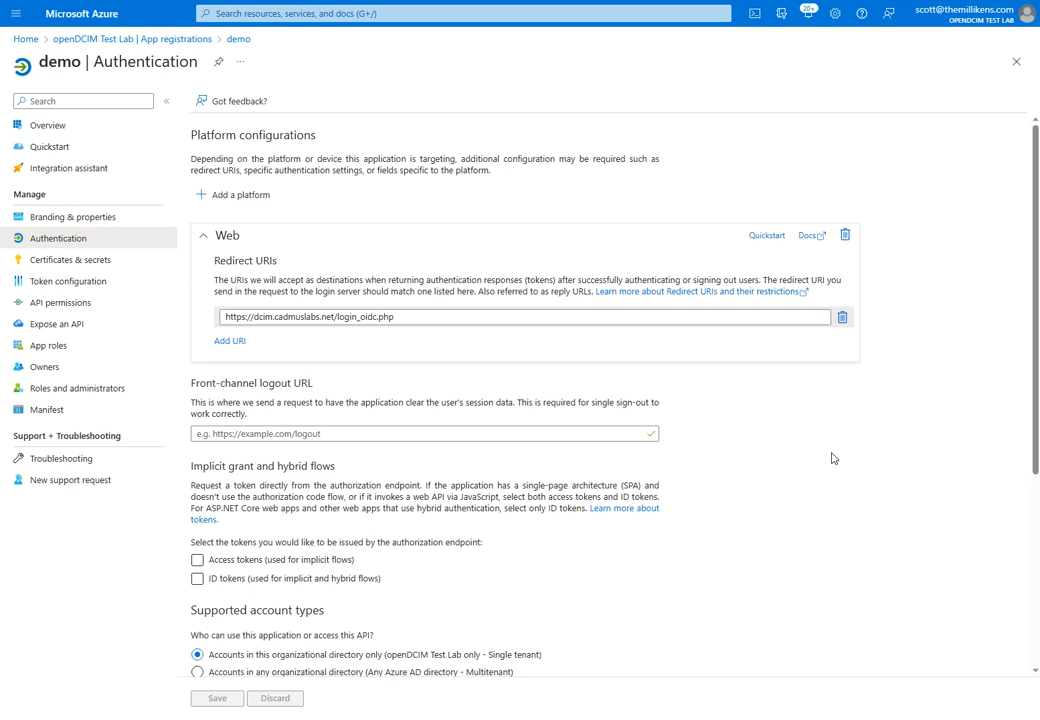 Microsoft Azure
Search resources, services, and docs (G+/)
20+
scott@themillikens.com
OPENDCIM TEST LAB
Home > openDCIM Test Lab | App registrations > demo
demo | Authentication
Search
Got feedback?
Overview
Quickstart
Integration assistant
Manage
Branding & properties
Authentication
Certificates & secrets
Token configuration
API permissions
Expose an API
App roles
Owners
Roles and administrators
Manifest
Support + Troubleshooting
Troubleshooting
New support request
Platform configurations
Depending on the platform or device this application is targeting, additional configuration may be required such as
redirect URIs, specific authentication settings, or fields specific to the platform.
Add a platform
Web
Quickstart
Docs
Redirect URIs
The URIs we will accept as destinations when returning authentication responses (tokens) after successfully authenticating or signing out users. The redirect URI you
send in the request to the login server should match one listed here. Also referred to as reply URLs. Learn more about Redirect URIs and their restrictions
https://dcim.cadmuslabs.net/login_oidc.php
Add URI
Front-channel logout URL
This is where we send a request to have the application clear the user's session data. This is required for single sign-out to
work correctly.
e.g. https://example.com/logout
Implicit grant and hybrid flows
Request a token directly from the authorization endpoint. If the application has a single-page architecture (SPA) and
doesn't use the authorization code flow, or if it invokes a web API via JavaScript, select both access tokens and ID tokens.
For ASP.NET Core web apps and other web apps that use hybrid authentication, select only ID tokens. Learn more about
tokens.
Select the tokens you would like to be issued by the authorization endpoint:
Access tokens (used for implicit flows)
ID tokens (used for implicit and hybrid flows)
Supported account types
Who can use this application or access this API?
Accounts in this organizational directory only (openDCIM Test Lab only - Single tenant)
Accounts in any organizational directory (Any Azure AD directory - Multitenant)
Save
Discard